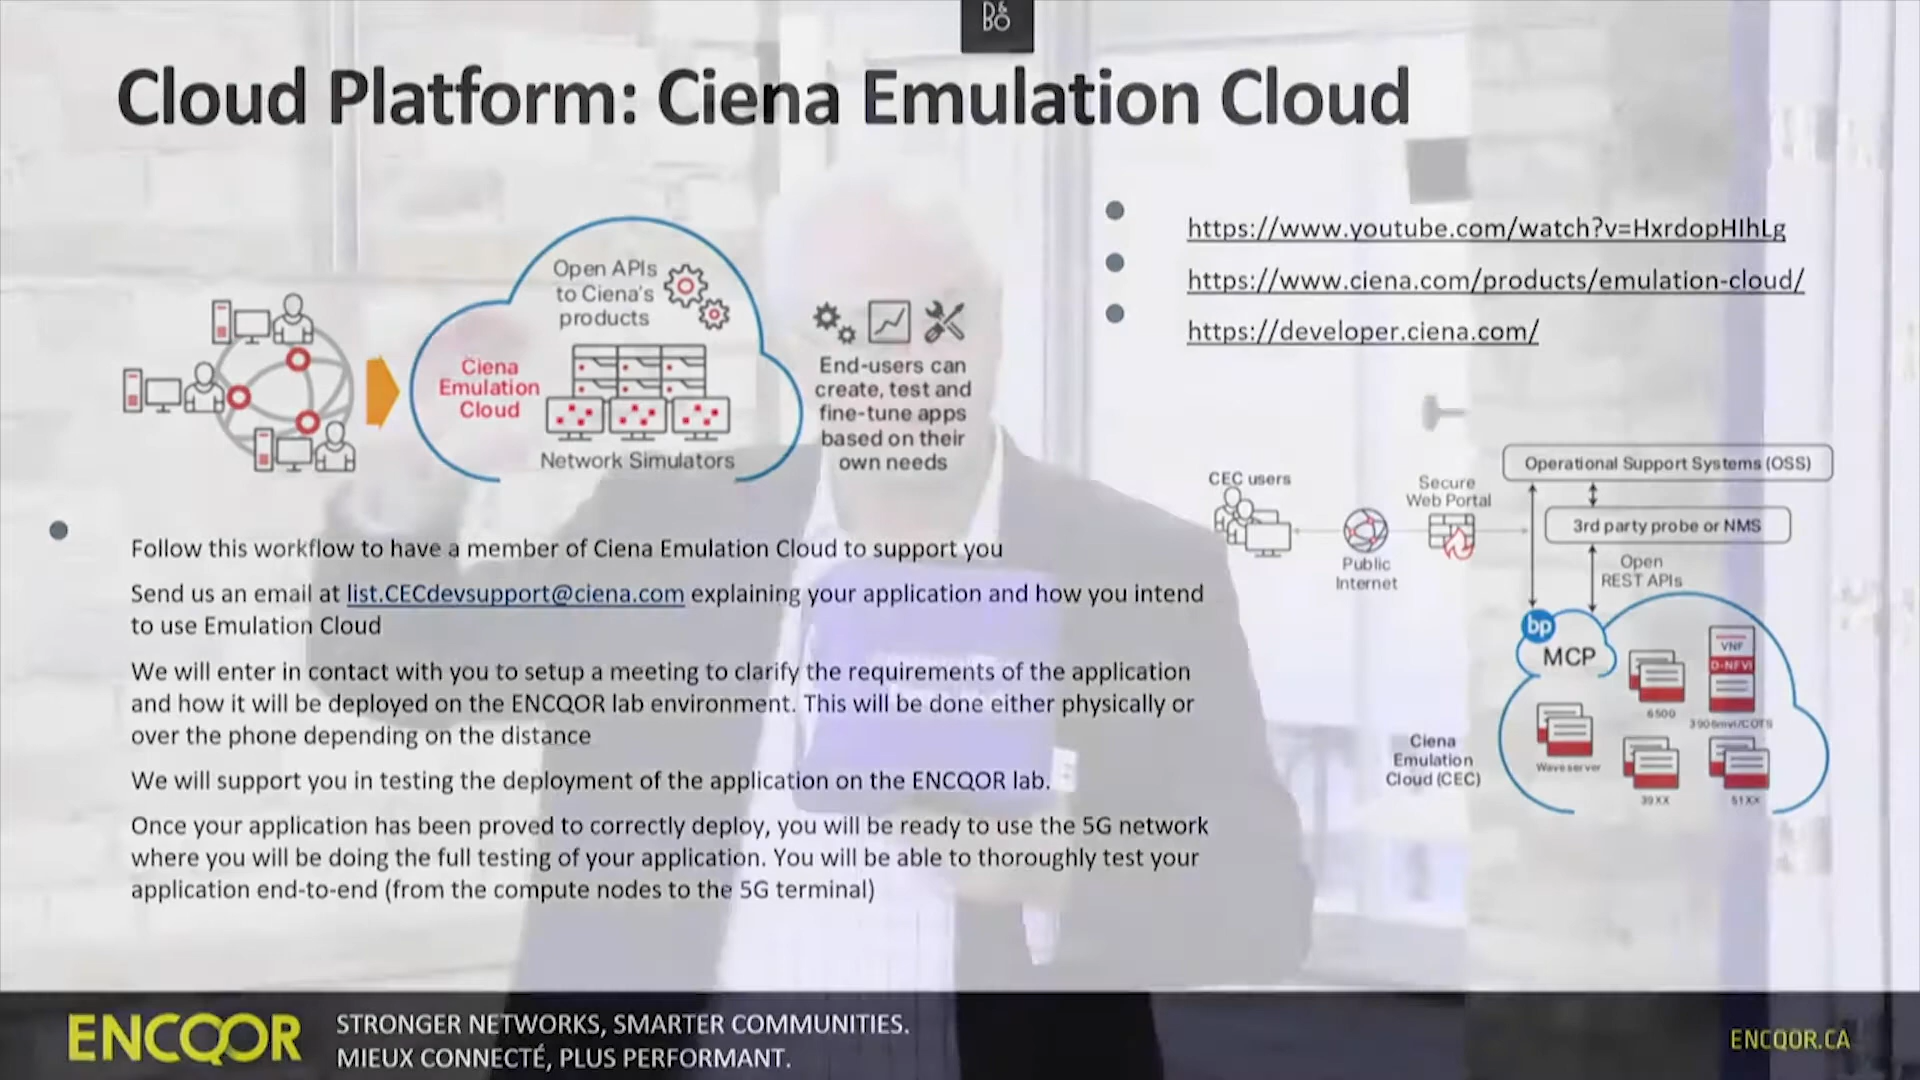 B&O
Cloud Platform: Ciena Emulation Cloud
Open APIs
to Ciena's
products
Ciena
Emulation
Cloud
Network Simulators
End-users can
create, test and
fine-tune apps
based on their
own needs
https://www.youtube.com/watch?v=HxrdopHIhLg
https://www.ciena.com/products/emulation-cloud/
https://developer.ciena.com/
Follow this workflow to have a member of Ciena Emulation Cloud to support you
Send us an email at list.CECdevsupport@ciena.com explaining your application and how you intend
to use Emulation Cloud
We will enter in contact with you to setup a meeting to clarify the requirements of the application
and how it will be deployed on the ENCQOR lab environment. This will be done either physically or
over the phone depending on the distance
We will support you in testing the deployment of the application on the ENCQOR lab.
Once your application has been proved to correctly deploy, you will be ready to use the 5G network
where you will be doing the full testing of your application. You will be able to thoroughly test your
application end-to-end (from the compute nodes to the 5G terminal)
CEC users
Public
Internet
Secure
Web Portal
Operational Support Systems (OSS)
3rd party probe or NMS
Open
REST APIs
bp
MCP
VNF
D-NFVI
6500
3906mvi/COTS
Waveserver
39XX
51XX
Ciena
Emulation
Cloud (CEC)
ENCQOR
STRONGER NETWORKS, SMARTER COMMUNITIES.
MIEUX CONNECTÉ, PLUS PERFORMANT.
ENCQOR.CA